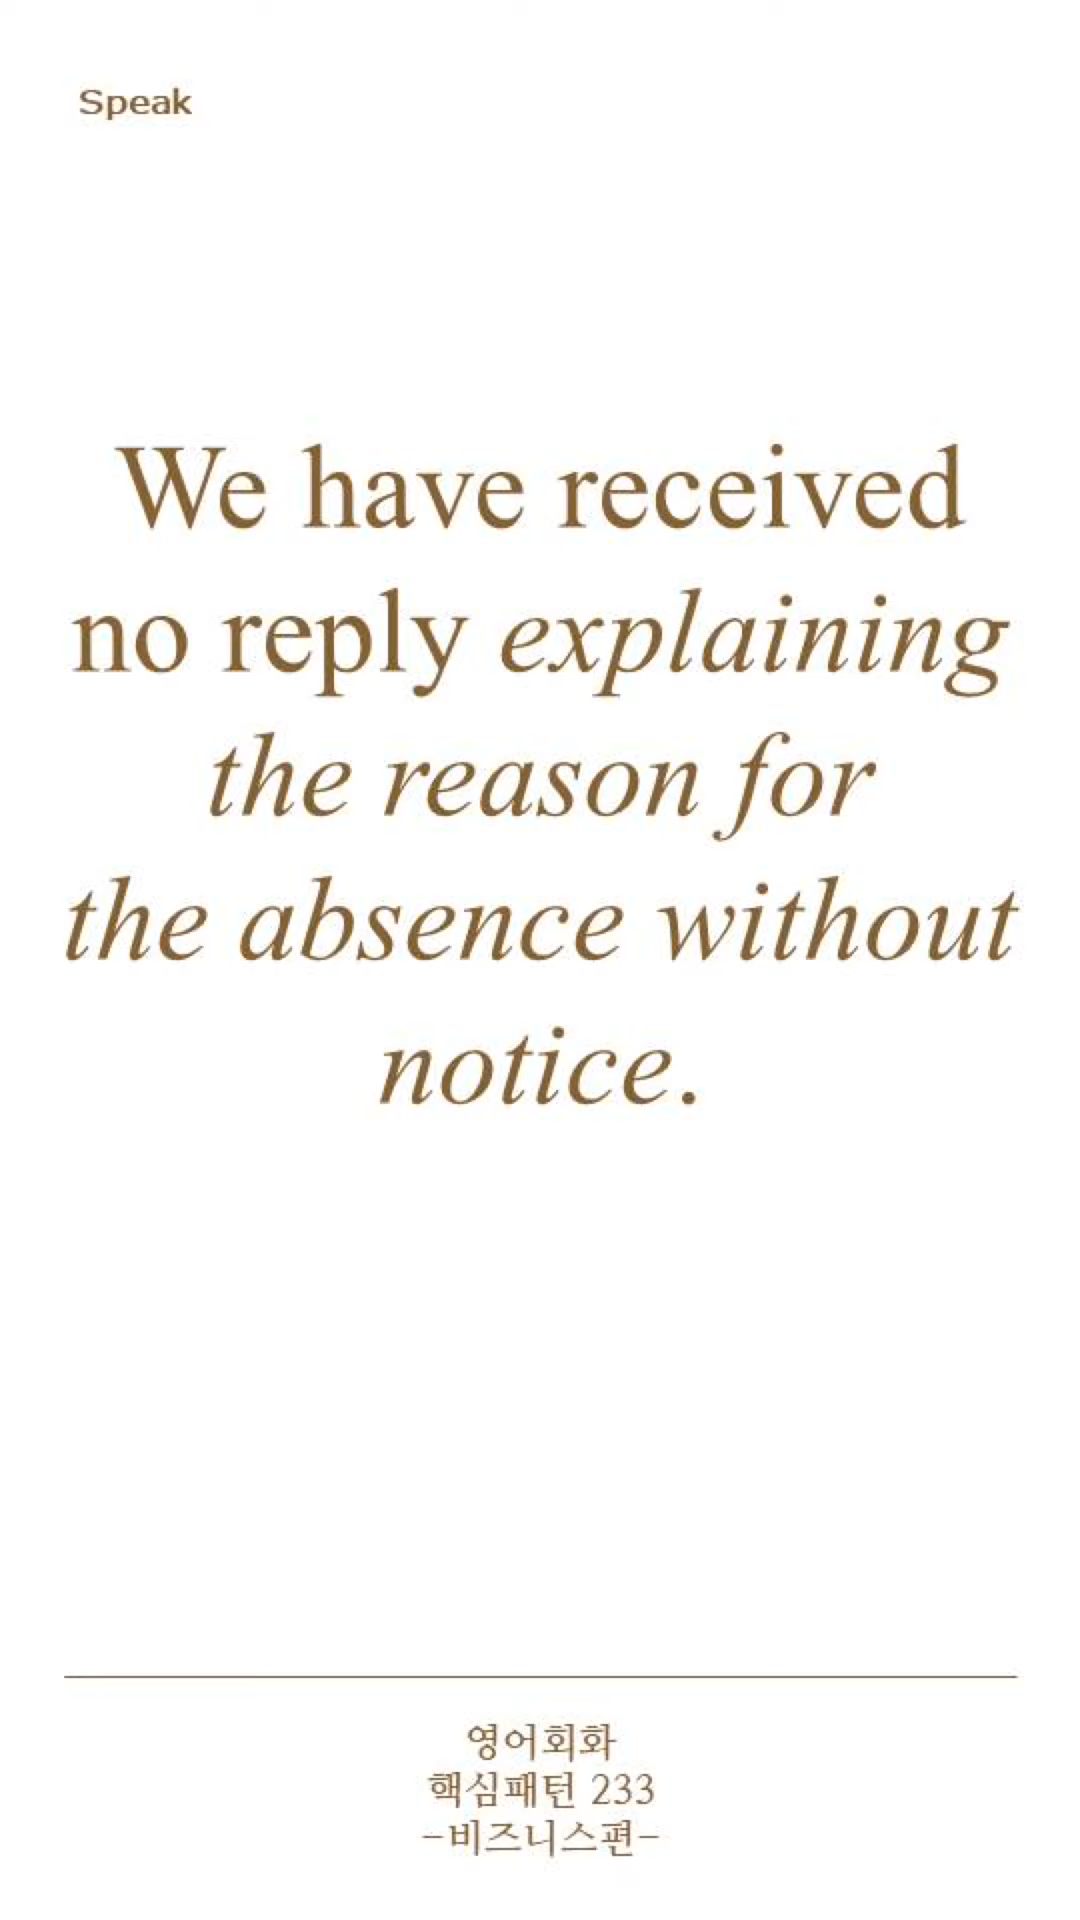 Speak
We have received
no reply explaining
the reason for
the absence without
notice.
영어회화
핵심패턴 233
-비즈니스편-